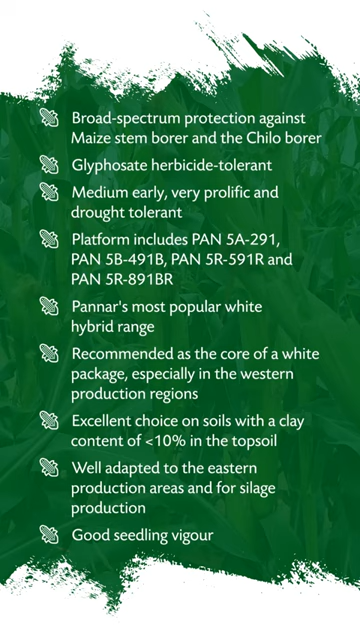 Broad-spectrum protection against
Maize stem borer and the Chilo borer
Glyphosate herbicide-tolerant
Medium early, very prolific and
drought tolerant
Platform includes PAN 5A-291,
PAN 5B-491B, PAN 5R-591R and
PAN 5R-891BR
Pannar's most popular white
hybrid range
Recommended as the core of a white
package, especially in the western
production regions
Excellent choice on soils with a clay
content of <10% in the topsoil
Well adapted to the eastern
production areas and for silage
production
Good seedling vigour